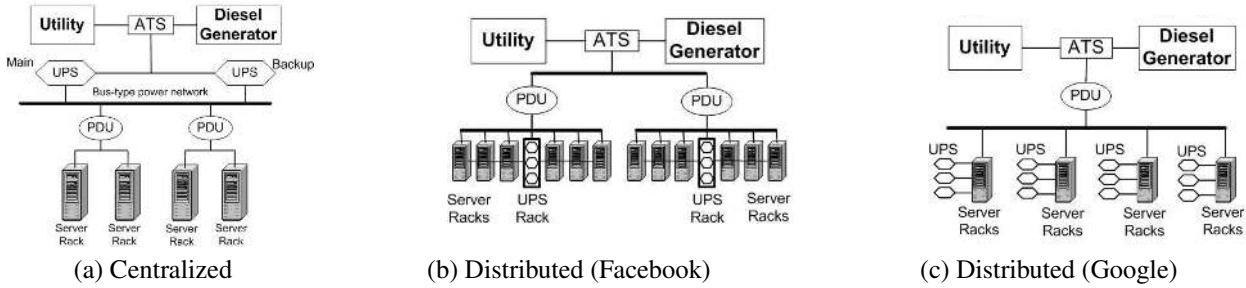 Utility
ATS
Diesel
Generator
Main
UPS
UPS
Backup
Bus-type power network
PDU
PDU
Server
Rack
Server
Rack
Server
Rack
Server
Rack
(a) Centralized
Utility
ATS
Diesel
Generator
PDU
PDU
Server
Racks
UPS
Rack
UPS
Rack
Server
Racks
(b) Distributed (Facebook)
Utility
ATS
Diesel
Generator
PDU
UPS
UPS
UPS
UPS
Server
Racks
Server
Racks
Server
Racks
Server
Racks
(c) Distributed (Google)